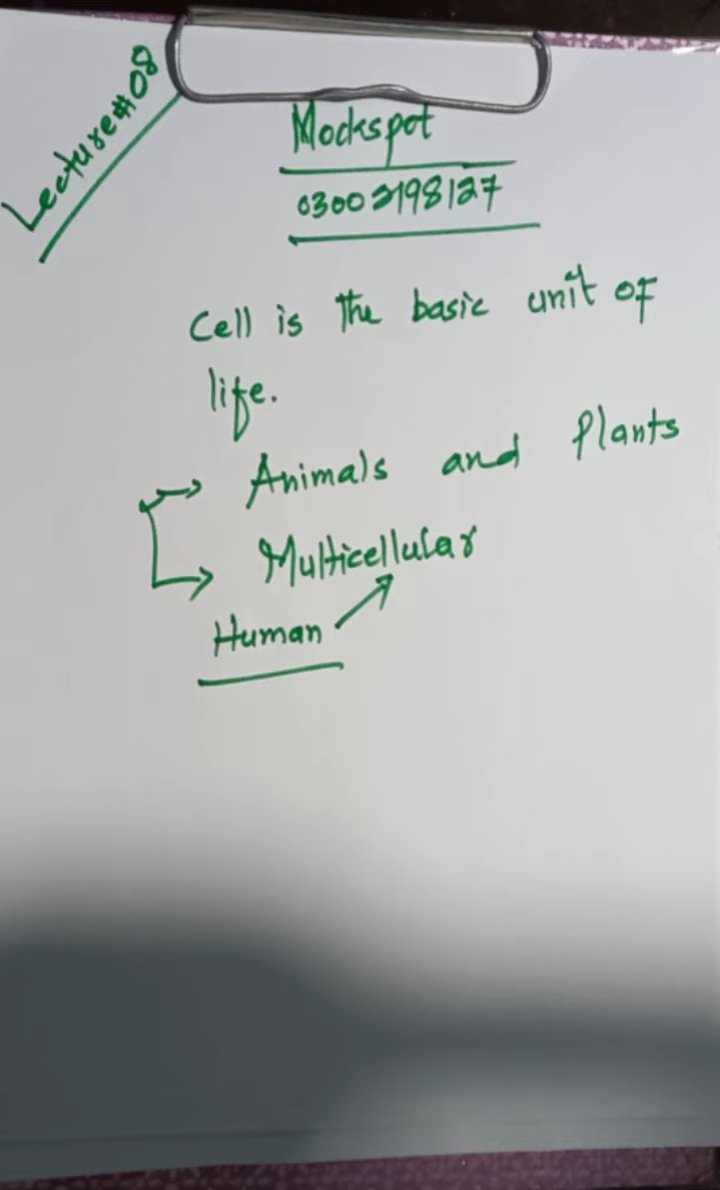 Lecture#08
Mockspot
03002198127
Cell is the basic unit of
life.
Animals and Plants
Multicellular
Human